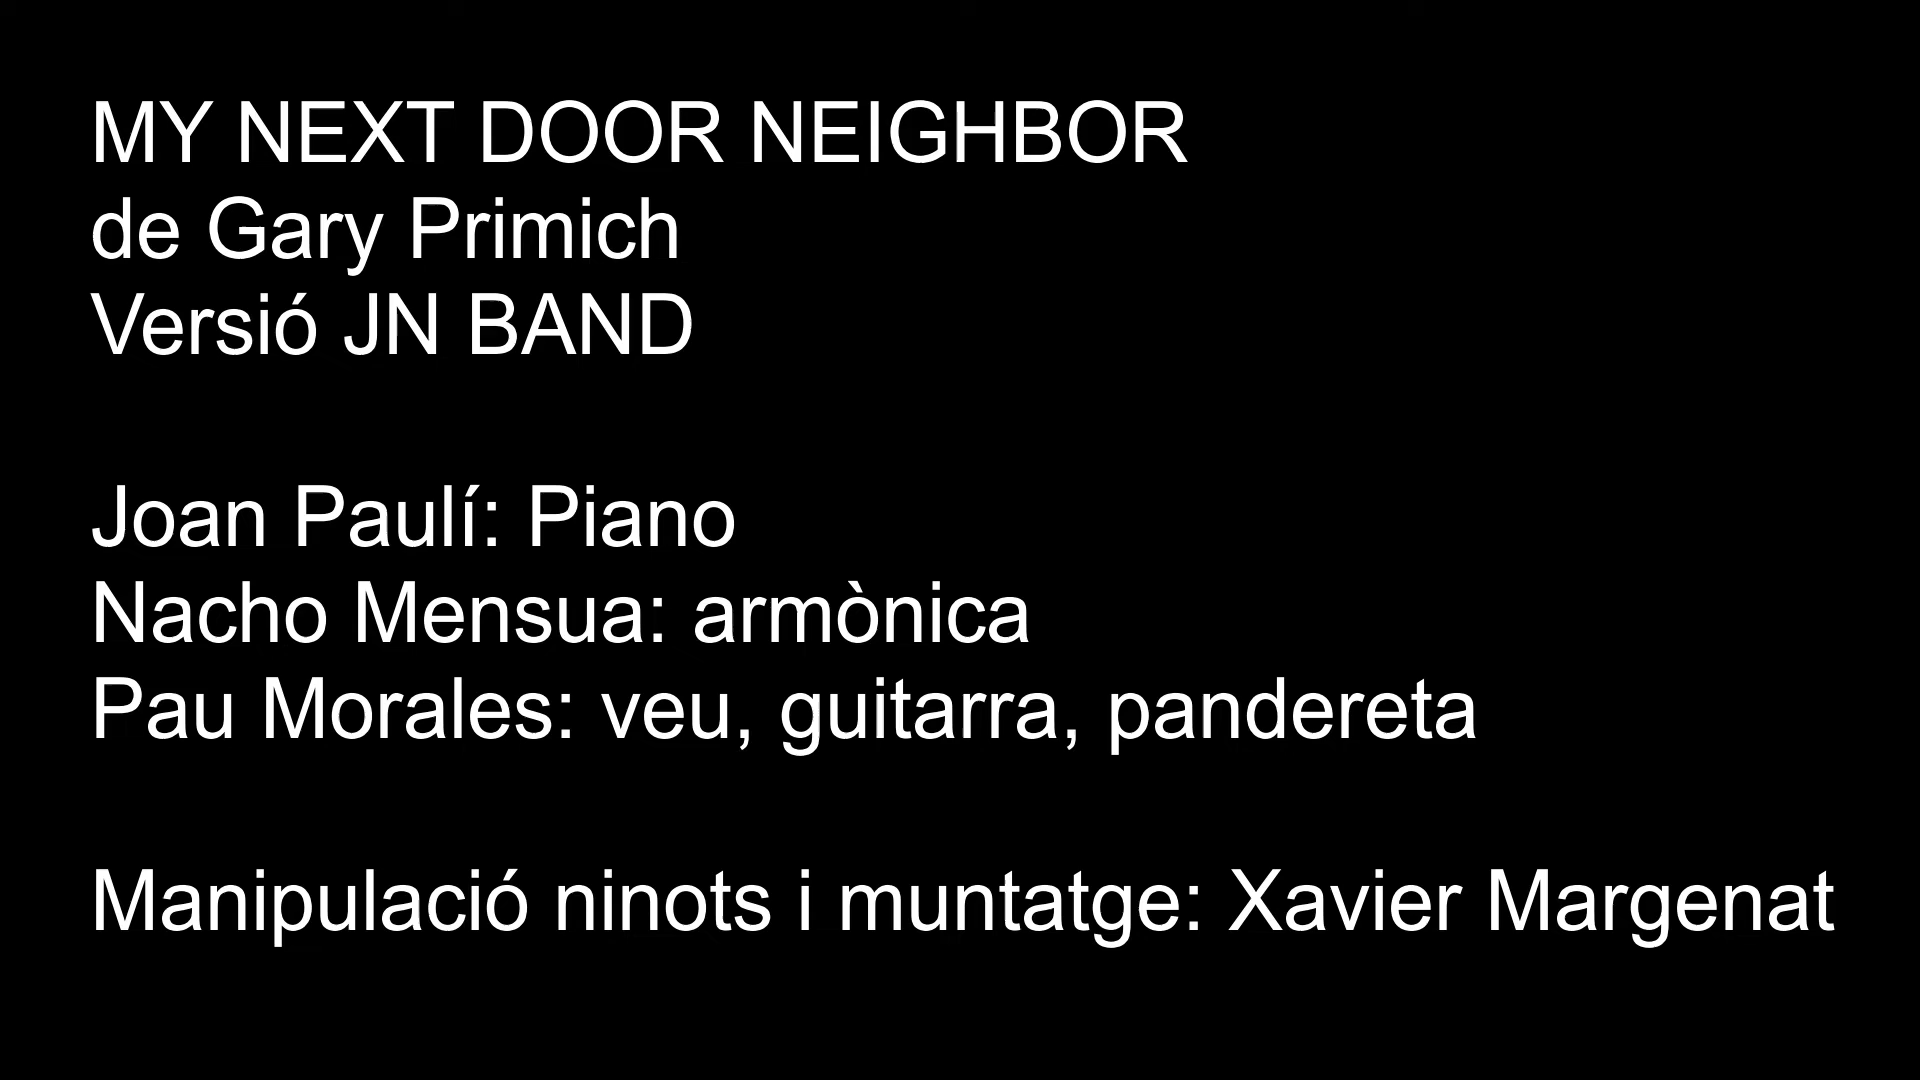 MY NEXT DOOR NEIGHBOR
de Gary Primich
Versió JN BAND
Joan Paulí: Piano
Nacho Mensua: armònica
Pau Morales: veu, guitarra, pandereta
Manipulació ninots i muntatge: Xavier Margenat